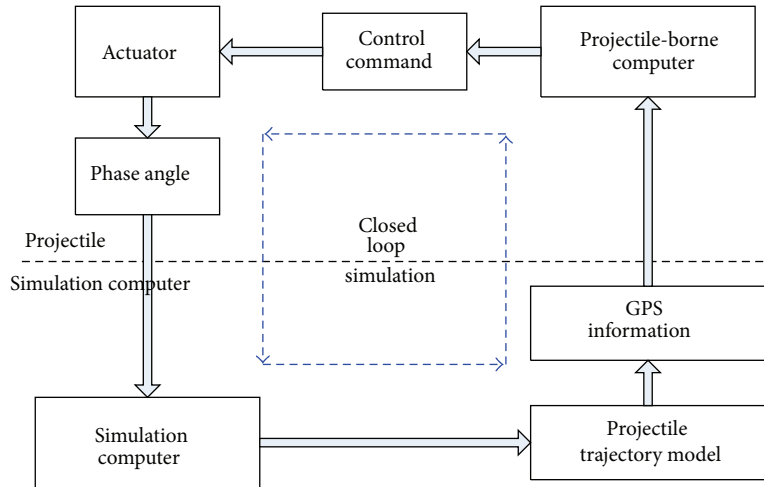 Actuator
Control
command
Projectile-borne
computer
Phase angle
Closed
loop
simulation
Projectile
Simulation computer
GPS
information
Simulation
computer
Projectile
trajectory model